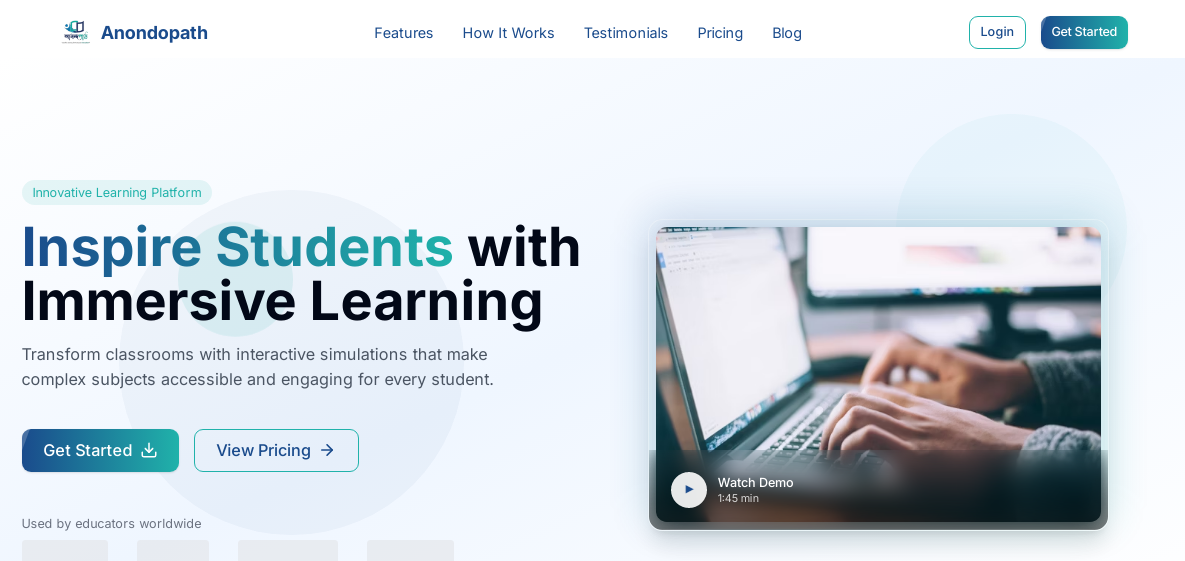 Anondopath
Features
How It Works
Testimonials
Pricing
Blog
Login
Get Started
Innovative Learning Platform
Inspire Students with
Immersive Learning
Transform classrooms with interactive simulations that make
complex subjects accessible and engaging for every student.
Get Started
View Pricing
Used by educators worldwide
Watch Demo
1:45 min